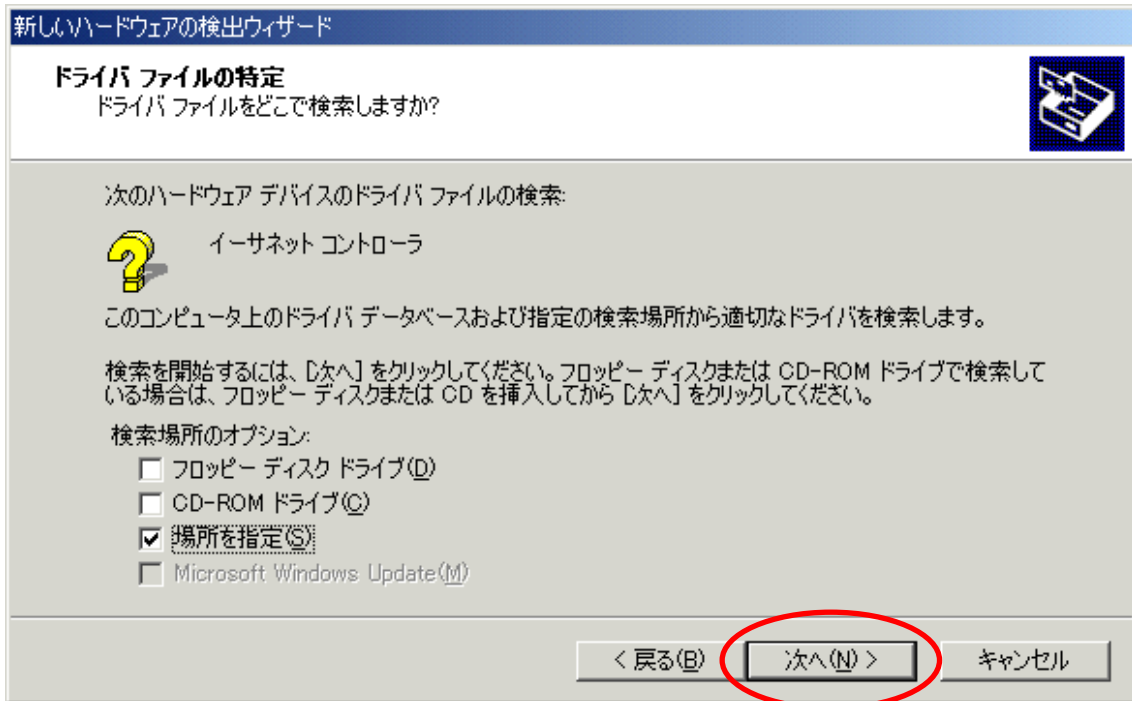 新しいハードウェアの検出ウィザード
ドライバ ファイルの特定
ドライバ ファイルをどこで検索しますか?
次のハードウェア デバイスのドライバ ファイルの検索:
イーサネット コントローラ
このコンピュータ上のドライバ データベースおよび指定の検索場所から適切なドライバを検索します。
検索を開始するには、[次へ] をクリックしてください。フロッピー ディスクまたは CD-ROM ドライブで検索して
いる場合は、フロッピー ディスクまたは CD を挿入してから [次へ] をクリックしてください。
検索場所のオプション:
フロッピー ディスク ドライブ(D)
CD-ROM ドライブ(C)
場所を指定(S)
Microsoft Windows Update(M)
< 戻る(B) 次へ(N) > キャンセル